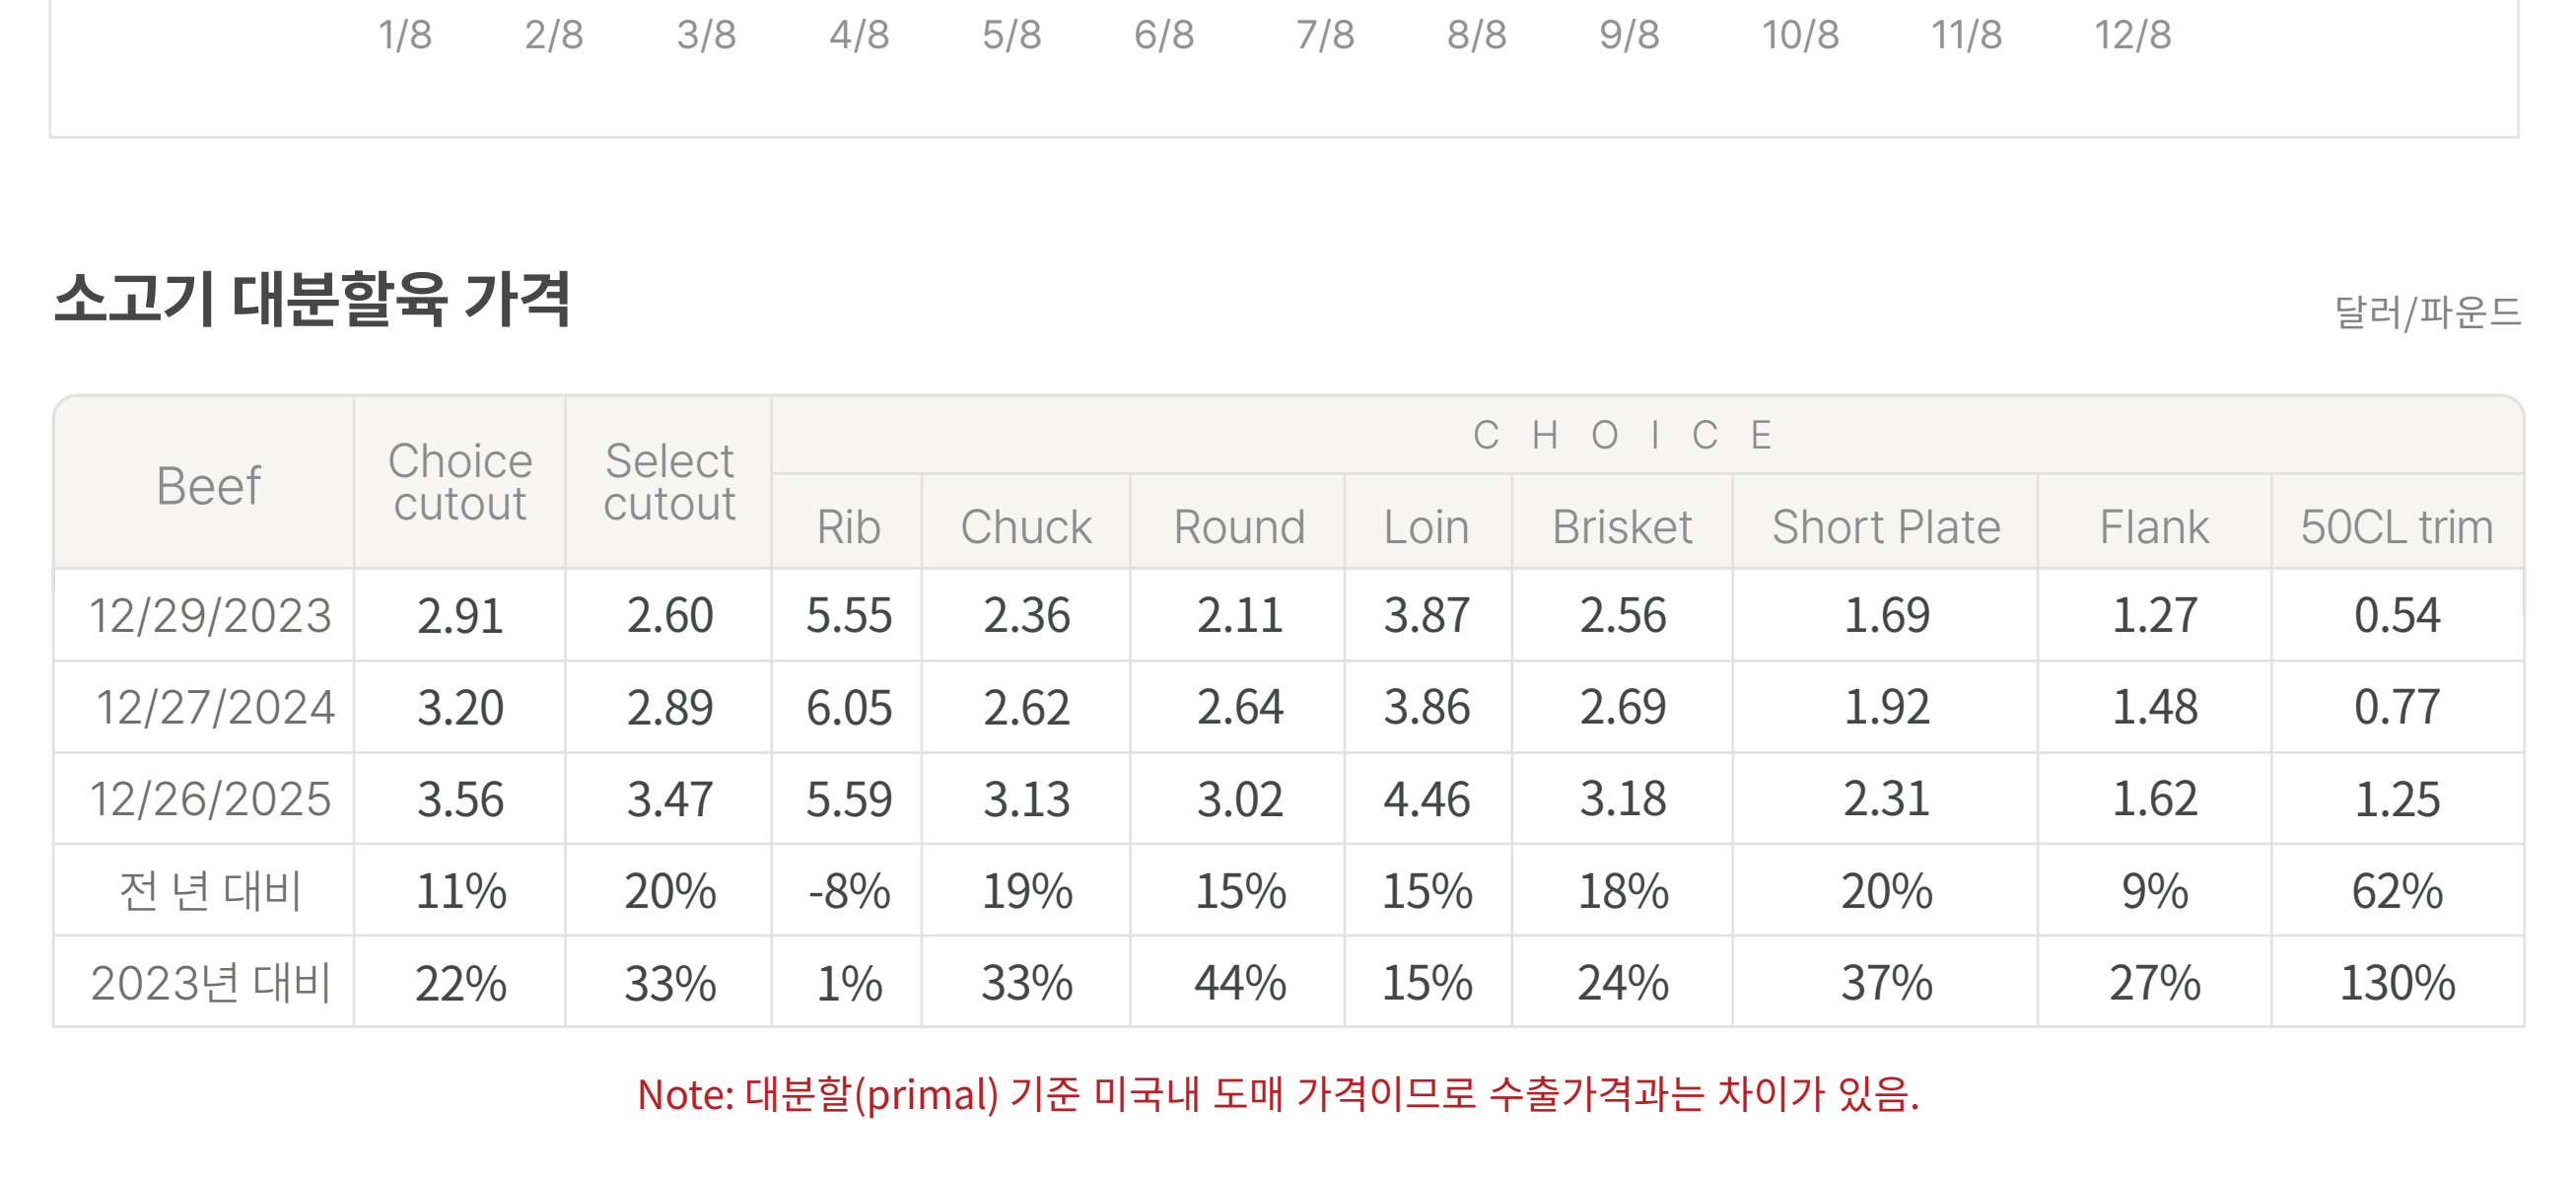 1/8 2/8 3/8 4/8 5/8 6/8 7/8 8/8 9/8 10/8 11/8 12/8
소고기 대분할육 가격
달러/파운드
Beef Choice cutout Select cutout C H O I C E
Rib Chuck Round Loin Brisket Short Plate Flank 50CL trim
12/29/2023 2.91 2.60 5.55 2.36 2.11 3.87 2.56 1.69 1.27 0.54
12/27/2024 3.20 2.89 6.05 2.62 2.64 3.86 2.69 1.92 1.48 0.77
12/26/2025 3.56 3.47 5.59 3.13 3.02 4.46 3.18 2.31 1.62 1.25
전 년 대비 11% 20% -8% 19% 15% 15% 18% 20% 9% 62%
2023년 대비 22% 33% 1% 33% 44% 15% 24% 37% 27% 130%
Note: 대분할(primal) 기준 미국내 도매 가격이므로 수출가격과는 차이가 있음.